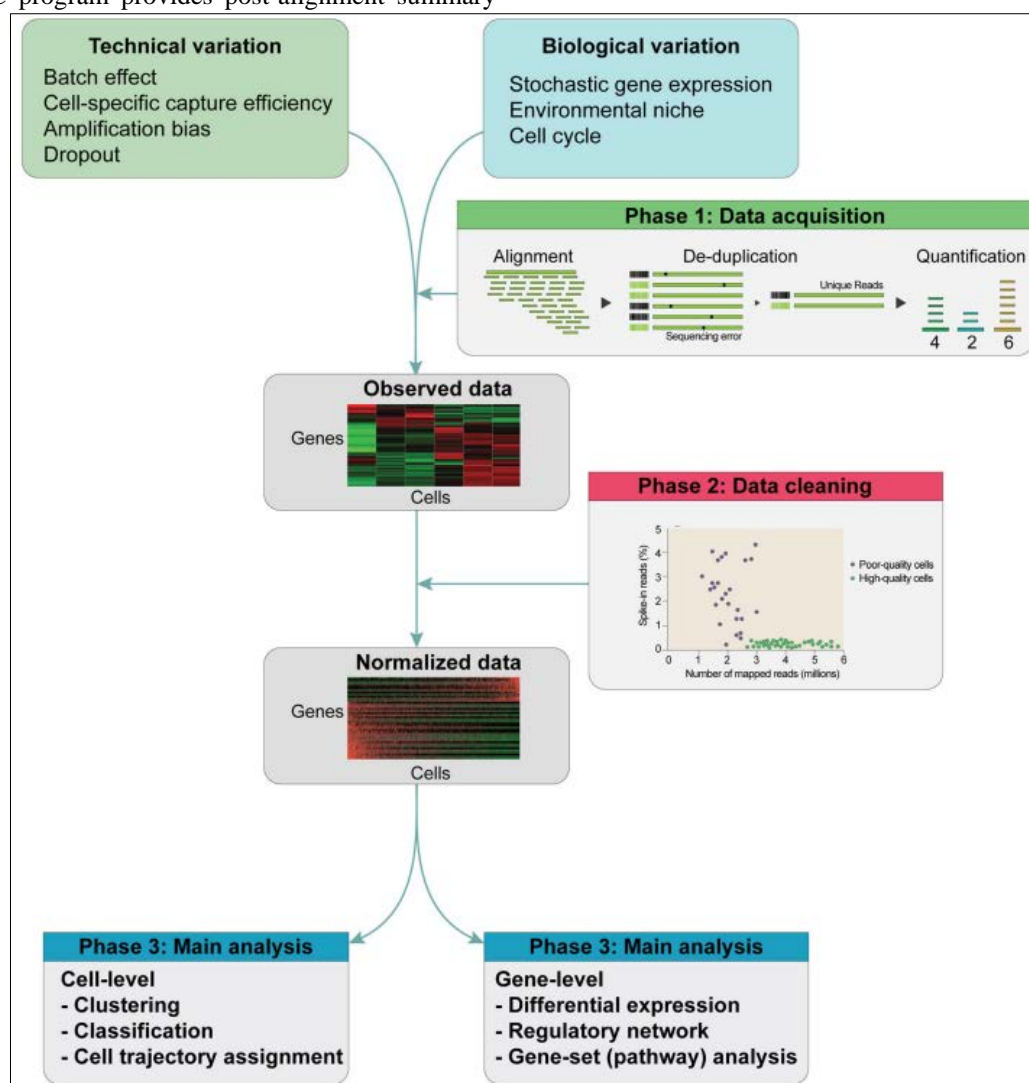 program provides post-alignment summary
Technical variation
Batch effect
Cell-specific capture efficiency
Amplification bias
Dropout
Biological variation
Stochastic gene expression
Environmental niche
Cell cycle
Phase 1: Data acquisition
Alignment
De-duplication
Quantification
Unique Reads
Sequencing error
4 2 6
Observed data
Genes
Cells
Phase 2: Data cleaning
Spike-in reads (%)
5
4
3
2
1
0
0 1 2 3 4 5 6
Number of mapped reads (millions)
Poor-quality cells
High-quality cells
Normalized data
Genes
Cells
Phase 3: Main analysis
Cell-level
- Clustering
- Classification
- Cell trajectory assignment
Phase 3: Main analysis
Gene-level
- Differential expression
- Regulatory network
- Gene-set (pathway) analysis